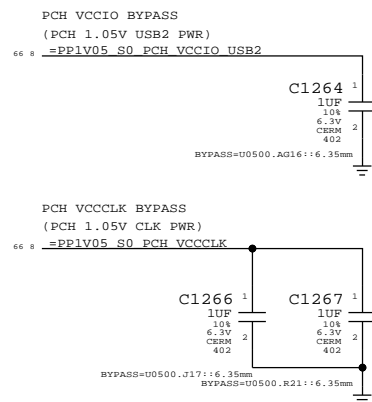 PCH VCCIO BYPASS
(PCH 1.05V USB2 PWR)
66 8 =PP1V05_S0_PCH_VCCIO_USB2
C1264 1
1UF
10%
6.3V
CERM 2
402
BYPASS=U0500.AG16::6.35mm
PCH VCCCLK BYPASS
(PCH 1.05V CLK PWR)
66 8 =PP1V05_S0_PCH_VCCCLK
C1266 1 C1267 1
1UF 1UF
10% 10%
6.3V 6.3V
CERM 2 CERM 2
402 402
BYPASS=U0500.J17::6.35mm
BYPASS=U0500.R21::6.35mm